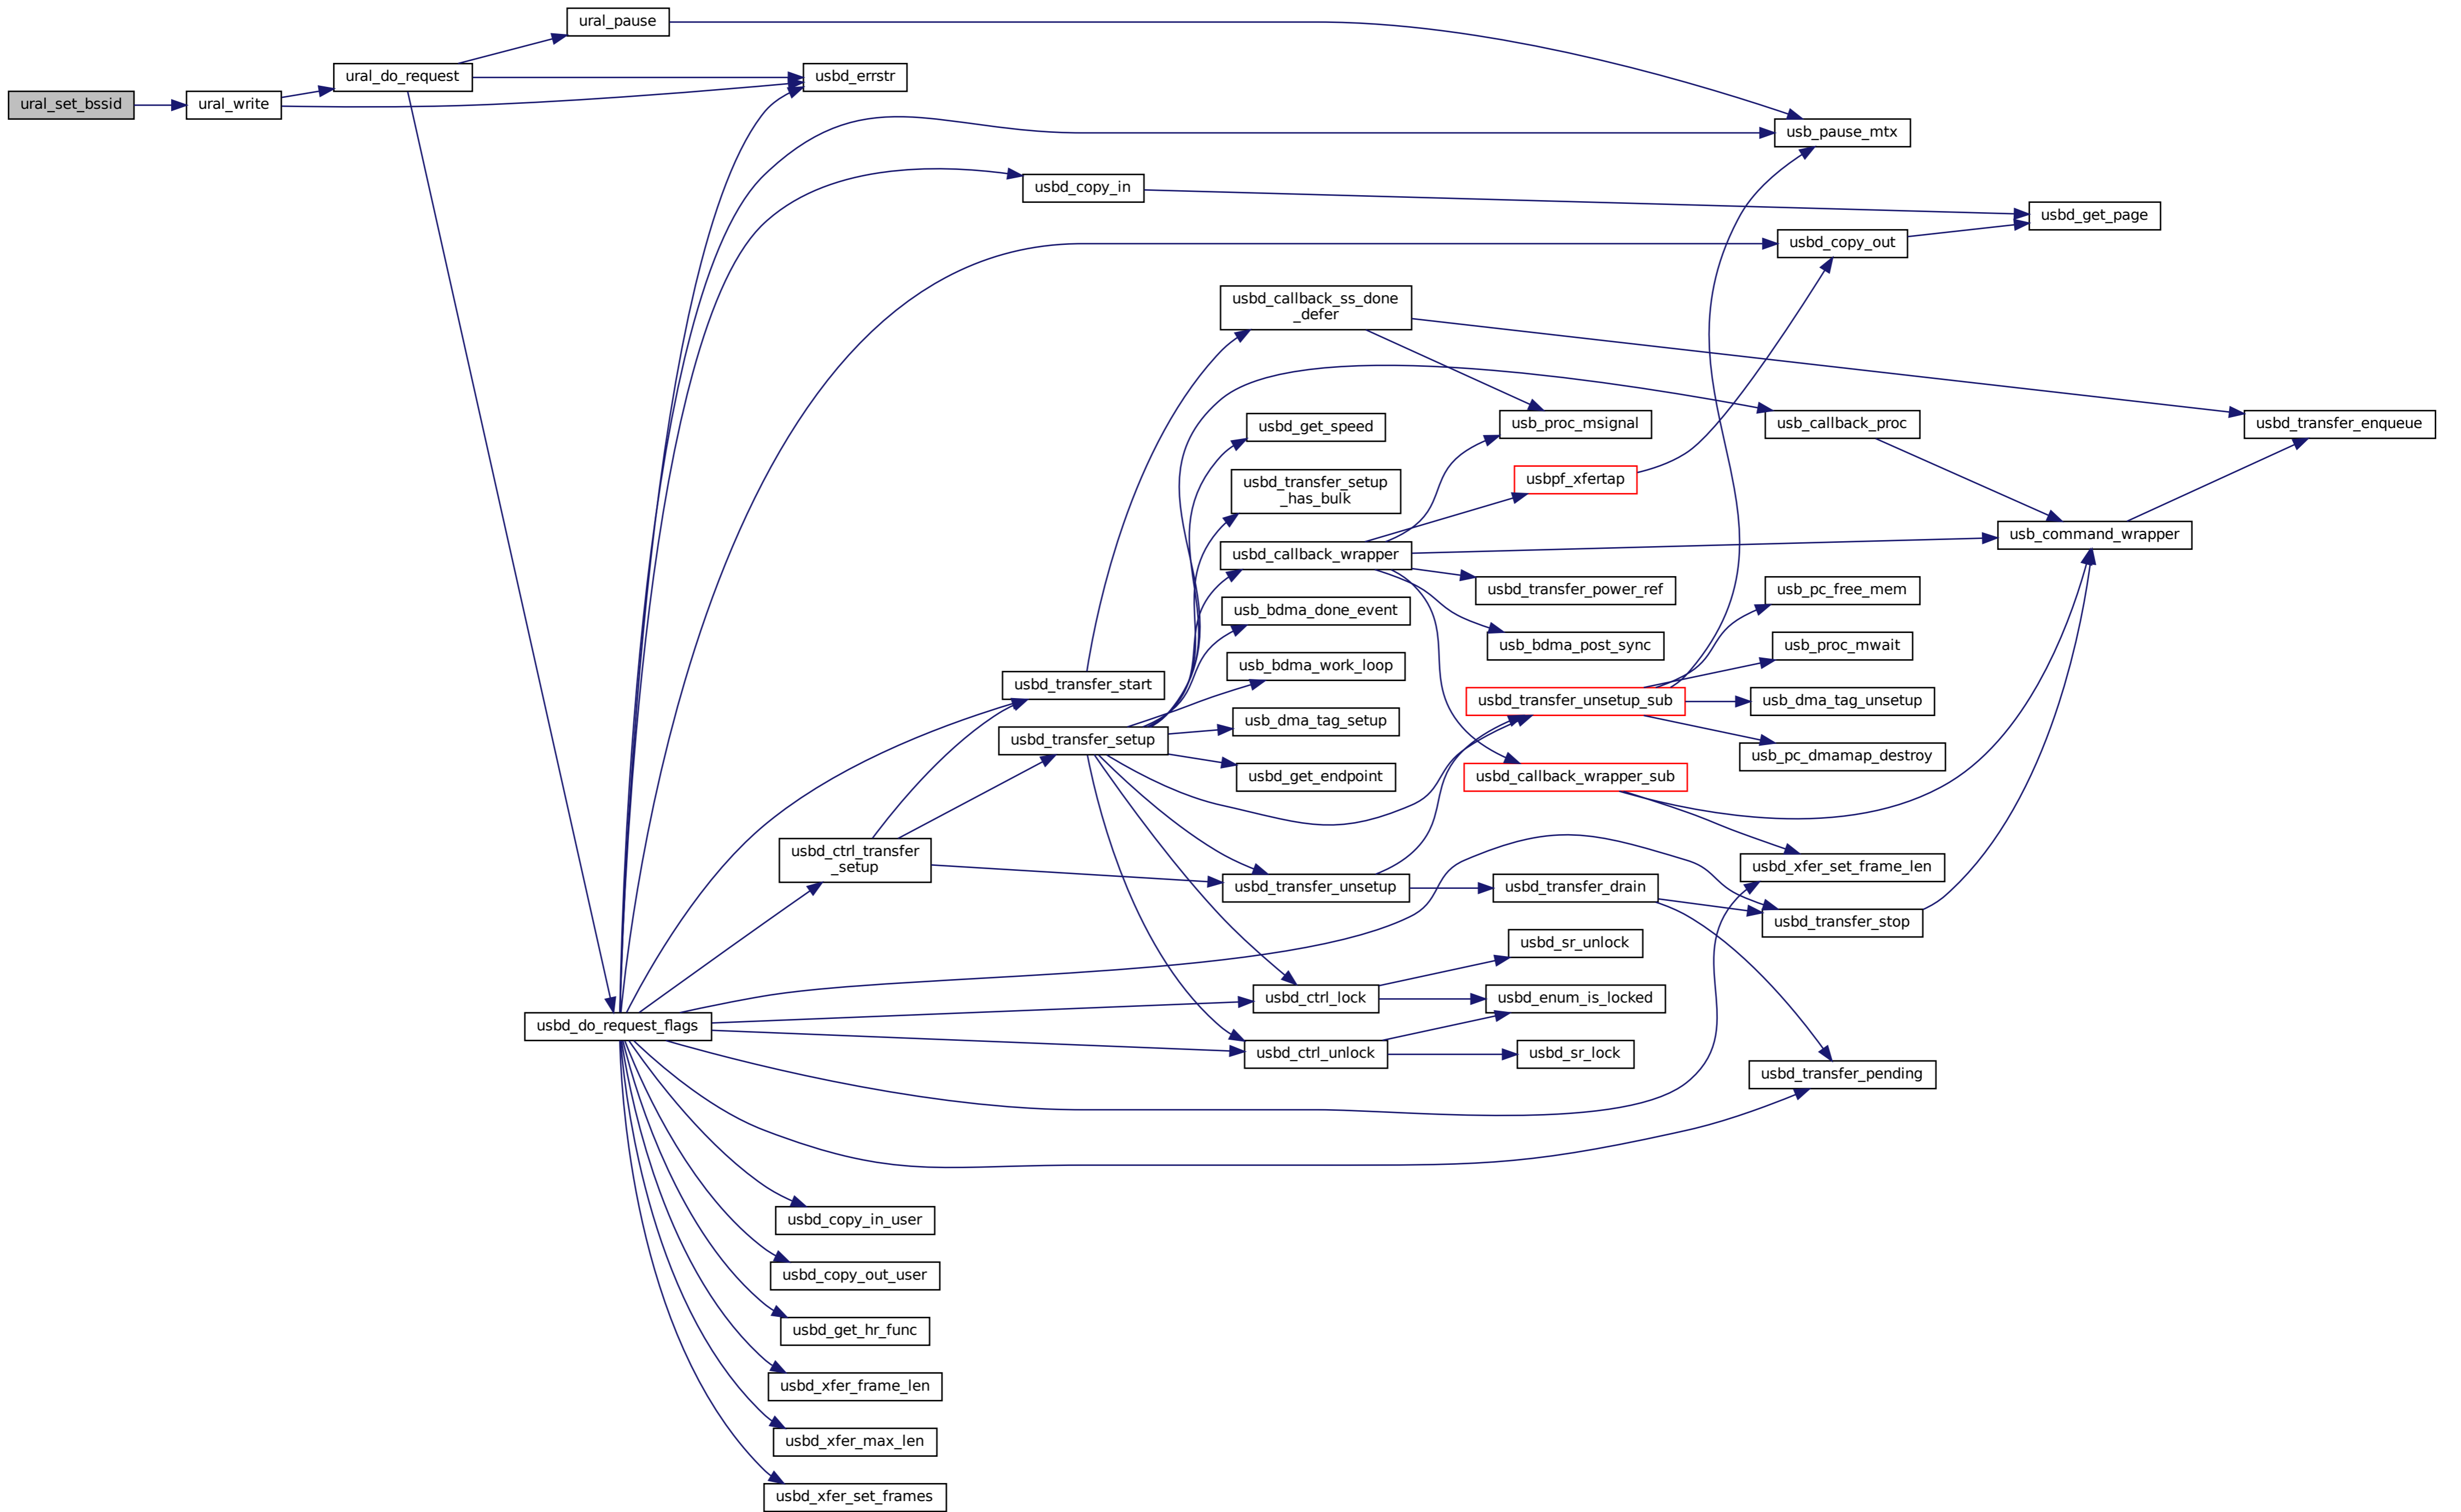 ural_pause
ural_do_request
usbd_errstr
ural_set_bssid
ural_write
usb_pause_mtx
usbd_copy_in
usbd_get_page
usbd_copy_out
usbd_callback_ss_done
_defer
usbd_get_speed
usb_proc_msignal
usb_callback_proc
usbd_transfer_enqueue
usbd_transfer_setup
_has_bulk
usbpf_xfertap
usb_command_wrapper
usbd_callback_wrapper
usbd_transfer_power_ref
usb_pc_free_mem
usb_bdma_done_event
usb_bdma_post_sync
usb_proc_mwait
usb_bdma_work_loop
usbd_transfer_start
usbd_transfer_unsetup_sub
usb_dma_tag_unsetup
usb_dma_tag_setup
usbd_transfer_setup
usb_pc_dmamap_destroy
usbd_get_endpoint
usbd_callback_wrapper_sub
usbd_ctrl_transfer
_setup
usbd_xfer_set_frame_len
usbd_transfer_unsetup
usbd_transfer_drain
usbd_transfer_stop
usbd_sr_unlock
usbd_ctrl_lock
usbd_enum_is_locked
usbd_do_request_flags
usbd_ctrl_unlock
usbd_sr_lock
usbd_transfer_pending
usbd_copy_in_user
usbd_copy_out_user
usbd_get_hr_func
usbd_xfer_frame_len
usbd_xfer_max_len
usbd_xfer_set_frames